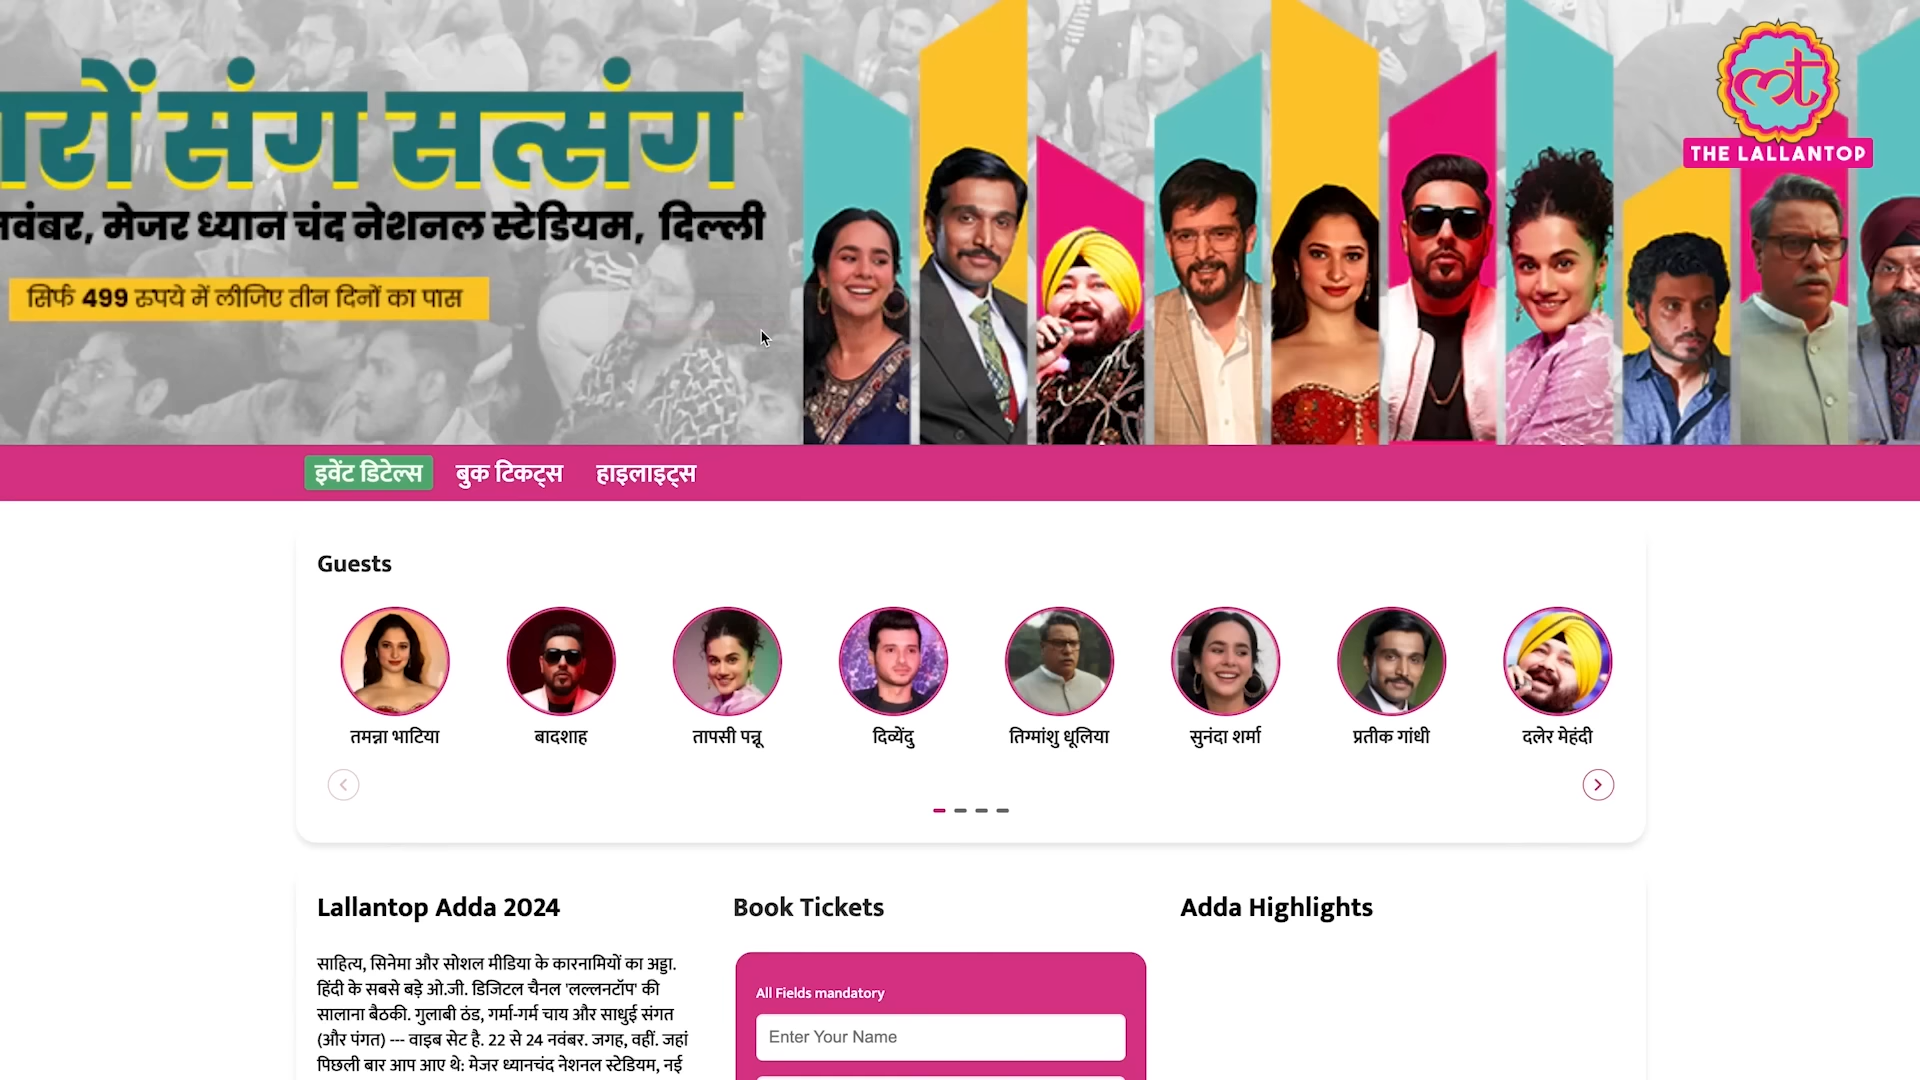 संग सत्संग
नवंबर, मेजर ध्यान चंद नेशनल स्टेडियम, दिल्ली
सिर्फ 499 रुपये में लीजिए तीन दिनों का पास
THE LALLANTOP
इवेंट डिटेल्स
बुक टिकट्स
हाइलाइट्स
Guests
तमन्ना भाटिया
बादशाह
तापसी पन्नू
दिव्येंदु
तिग्मांशु धूलिया
सुनंदा शर्मा
प्रतीक गांधी
दलेर मेहंदी
Lallantop Adda 2024
साहित्य, सिनेमा और सोशल मीडिया के कारनामियों का अड्डा.
हिंदी के सबसे बड़े ओ.जी. डिजिटल चैनल 'लल्लनटॉप' की
सालाना बैठकी. गुलाबी ठंड, गर्मा-गर्म चाय और साधुई संगत
(और पंगत) --- वाइब सेट है. 22 से 24 नवंबर. जगह, वहीं. जहां
पिछली बार आप आए थे: मेजर ध्यानचंद नेशनल स्टेडियम, नई
Book Tickets
All Fields mandatory
Enter Your Name
Adda Highlights